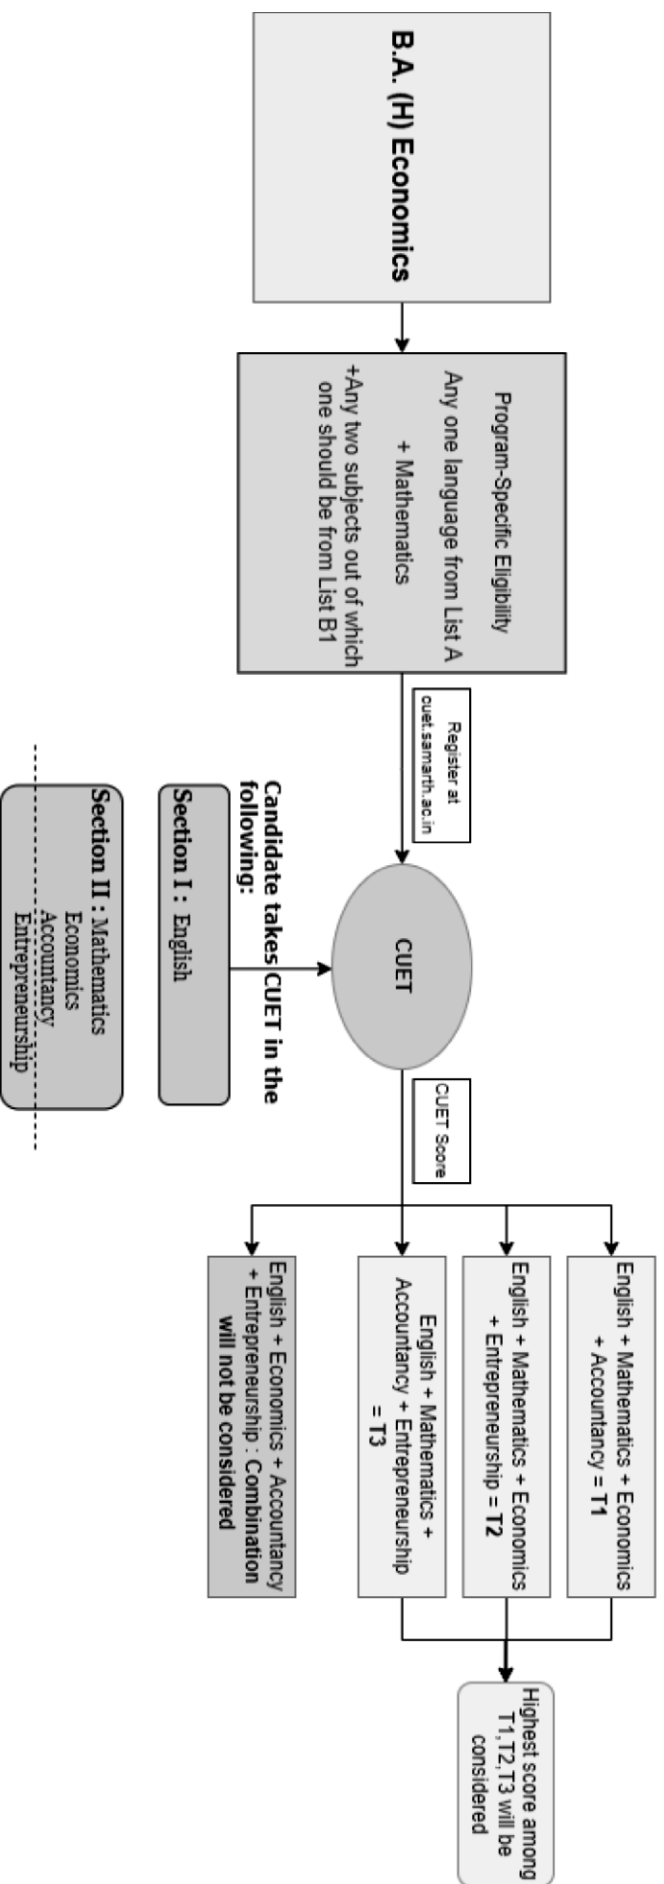 B.A. (H) Economics
Program-Specific Eligibility
Any one language from List A
+ Mathematics
+Any two subjects out of which
one should be from List B1
Register at
cuet.samarth.ac.in
Candidate takes CUET in the
following:
Section I : English
Section II : Mathematics
Economics
Accountancy
Entrepreneurship
CUET
CUET Score
English + Mathematics + Economics
+ Accountancy = T1
English + Mathematics + Economics
+ Entrepreneurship = T2
English + Mathematics +
Accountancy + Entrepreneurship
= T3
English + Economics + Accountancy
+ Entrepreneurship : Combination
will not be considered
Highest score among
T1,T2,T3 will be
considered